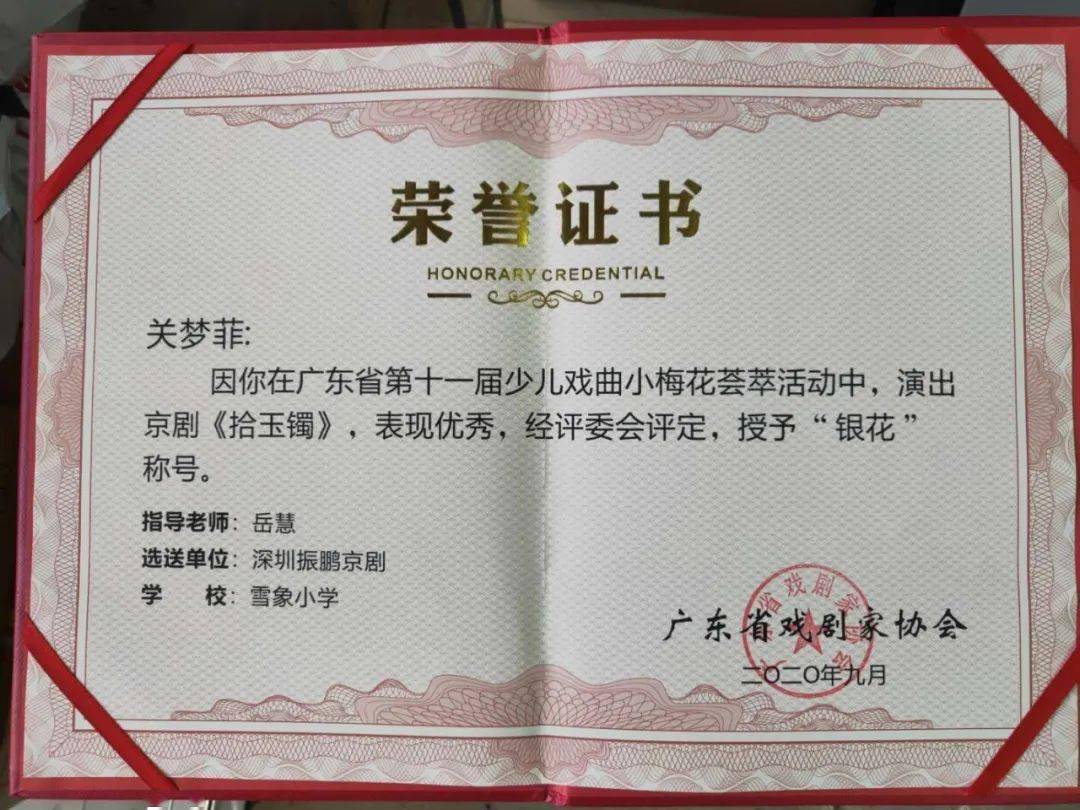 荣誉证书
HONORARY CREDENTIAL
关梦菲:
因你在广东省第十一届少儿戏曲小梅花荟萃活动中，演出
京剧《拾玉镯》，表现优秀，经评委会评定，授予“银花”
称号。
指导老师：岳慧
选送单位：深圳振鹏京剧
学 校：雪象小学
广东省戏剧家协会
二〇二〇年九月